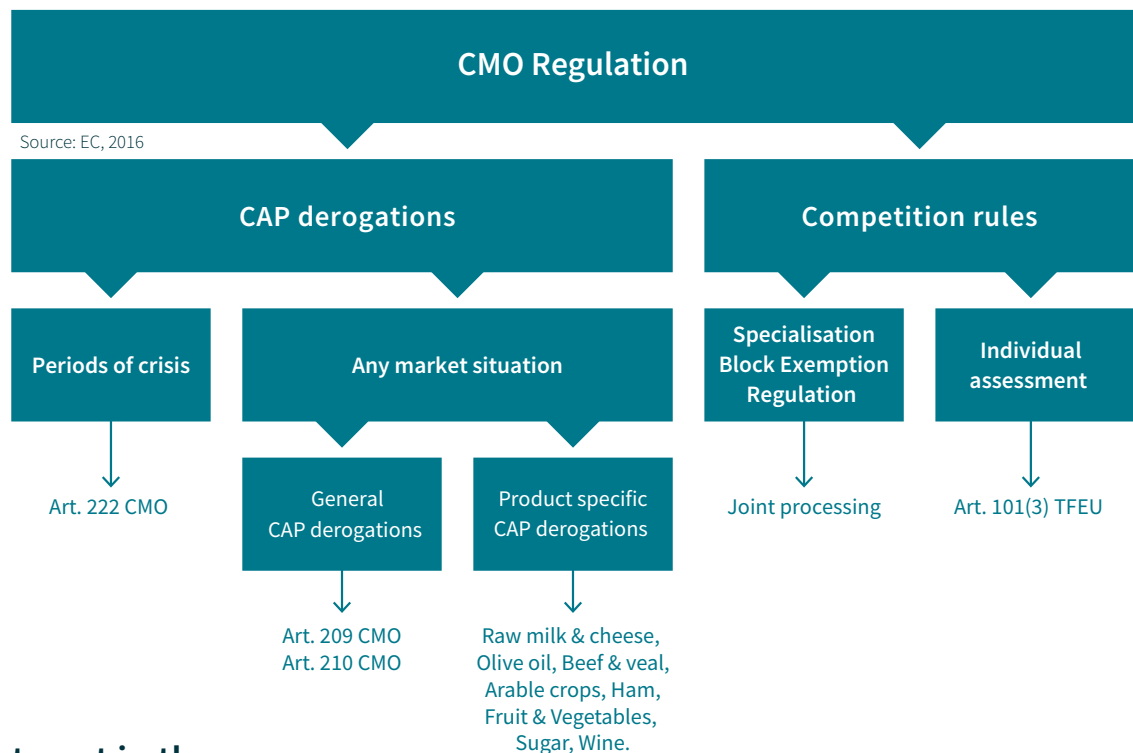 CMO Regulation
Source: EC, 2016
CAP derogations
Competition rules
Periods of crisis
Any market situation
Specialisation
Block Exemption
Regulation
Individual
assessment
Art. 222 CMO
General
CAP derogations
Product specific
CAP derogations
Joint processing
Art. 101(3) TFEU
Art. 209 CMO
Art. 210 CMO
Raw milk & cheese,
Olive oil, Beef & veal,
Arable crops, Ham,
Fruit & Vegetables,
Sugar, Wine.